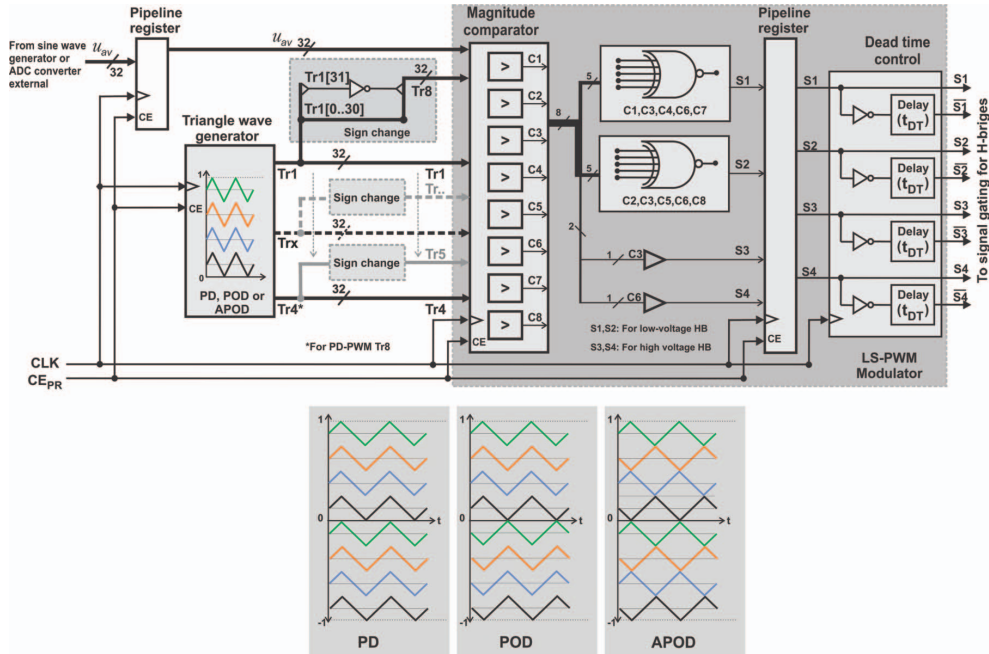 Pipeline
register
u_av
32
From sine wave
generator or
ADC converter
external
CE
u_av
32
Tr1[31]
Tr1[0..30]
32
Tr8
Sign change
Triangle wave
generator
1
CE
0
PD, POD or
APOD
32
Tr1
Tr1
Sign change
Tr..
Trx
32
Sign change
Tr5
32
Tr4*
Tr4
*For PD-PWM Tr8
CLK
CE_PR
Magnitude
comparator
>
C1
>
C2
>
C3
>
C4
>
C5
>
C6
>
C7
>
C8
CE
8
5
C1,C3,C4,C6,C7
S1
5
C2,C3,C5,C6,C8
S2
2
1
C3
S3
1
C6
S4
S1,S2: For low-voltage HB
S3,S4: For high voltage HB
Pipeline
register
CE
S1
S2
S3
S4
Dead time
control
Delay
(t_DT)
Delay
(t_DT)
Delay
(t_DT)
Delay
(t_DT)
S1
S̅1̅
S2
S̅2̅
S3
S̅3̅
S4
S̅4̅
To signal gating for H-briges
LS-PWM
Modulator
1
0
t
-1
PD
1
0
t
-1
POD
1
0
t
-1
APOD